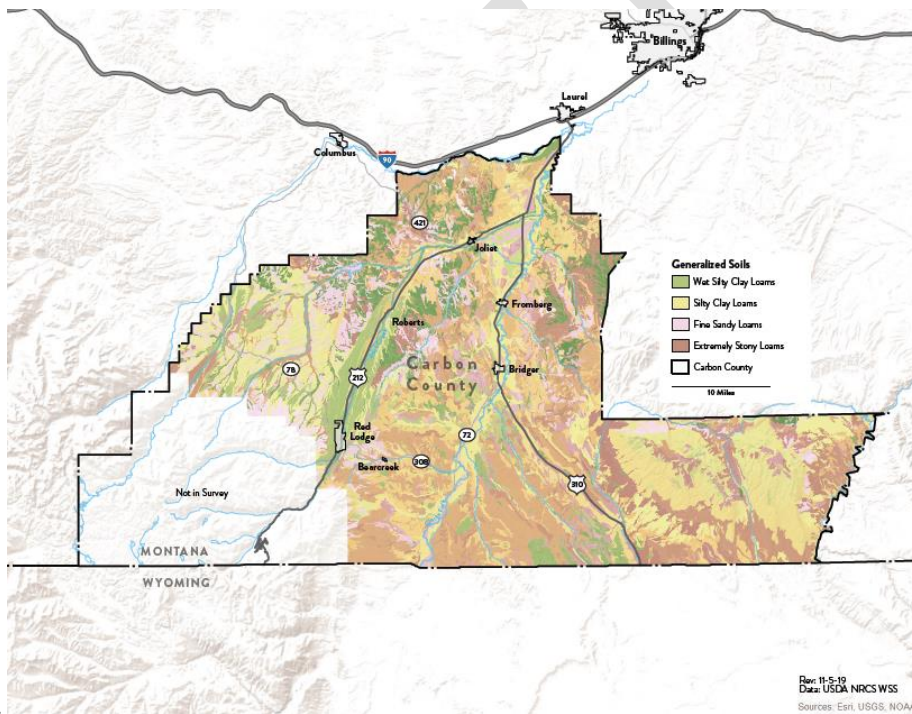 Billings
Laurel
Columbus
90
421
Joliet
Generalized Soils
Wet Silty Clay Loams
Silty Clay Loams
Fine Sandy Loams
Extremely Stony Loams
Carbon County
10 Miles
Fromberg
Roberts
Carbon
County
78
212
Bridger
Red
Lodge
72
Bearcreek
308
310
Not in Survey
MONTANA
WYOMING
Rev: 11-5-19
Data: USDA NRCS WSS
Sources: Esri, USGS, NOAA